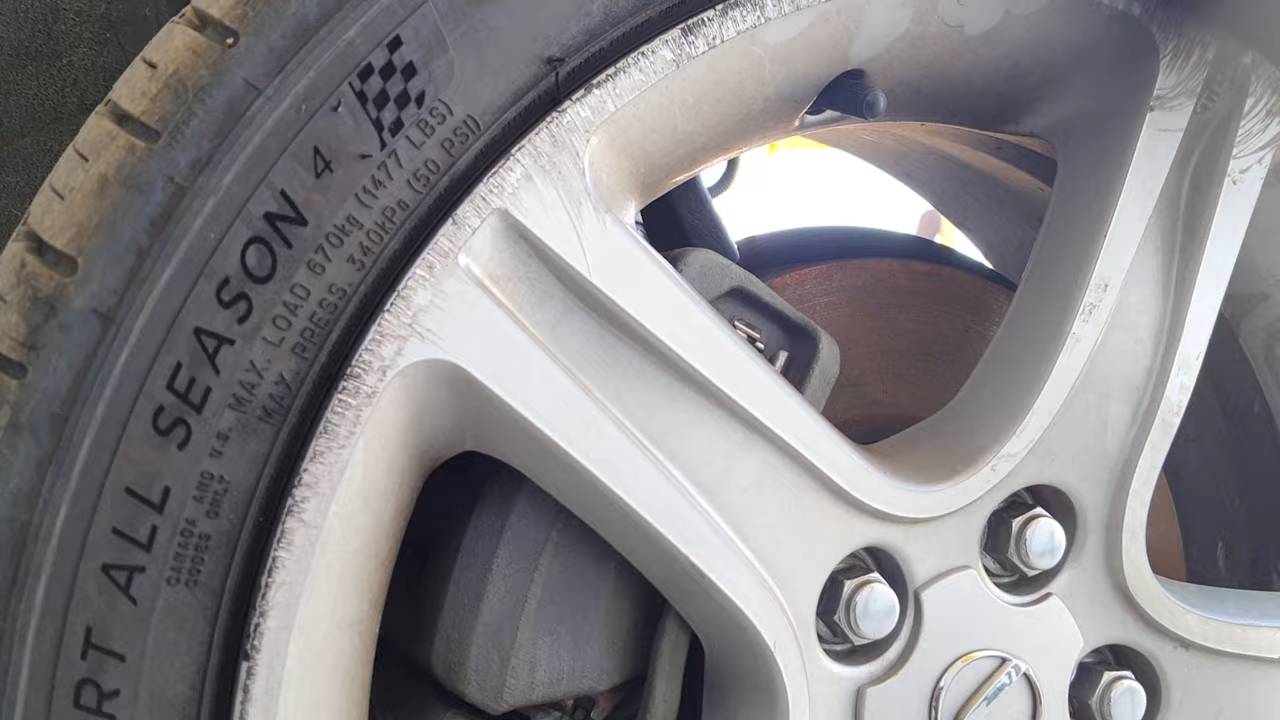 RT ALL SEASON 4
CANADA AND U.S.
CODES ONLY
MAX. LOAD 670kg (1477 LBS)
MAX. PRESS. 340kPa (50 PSI)